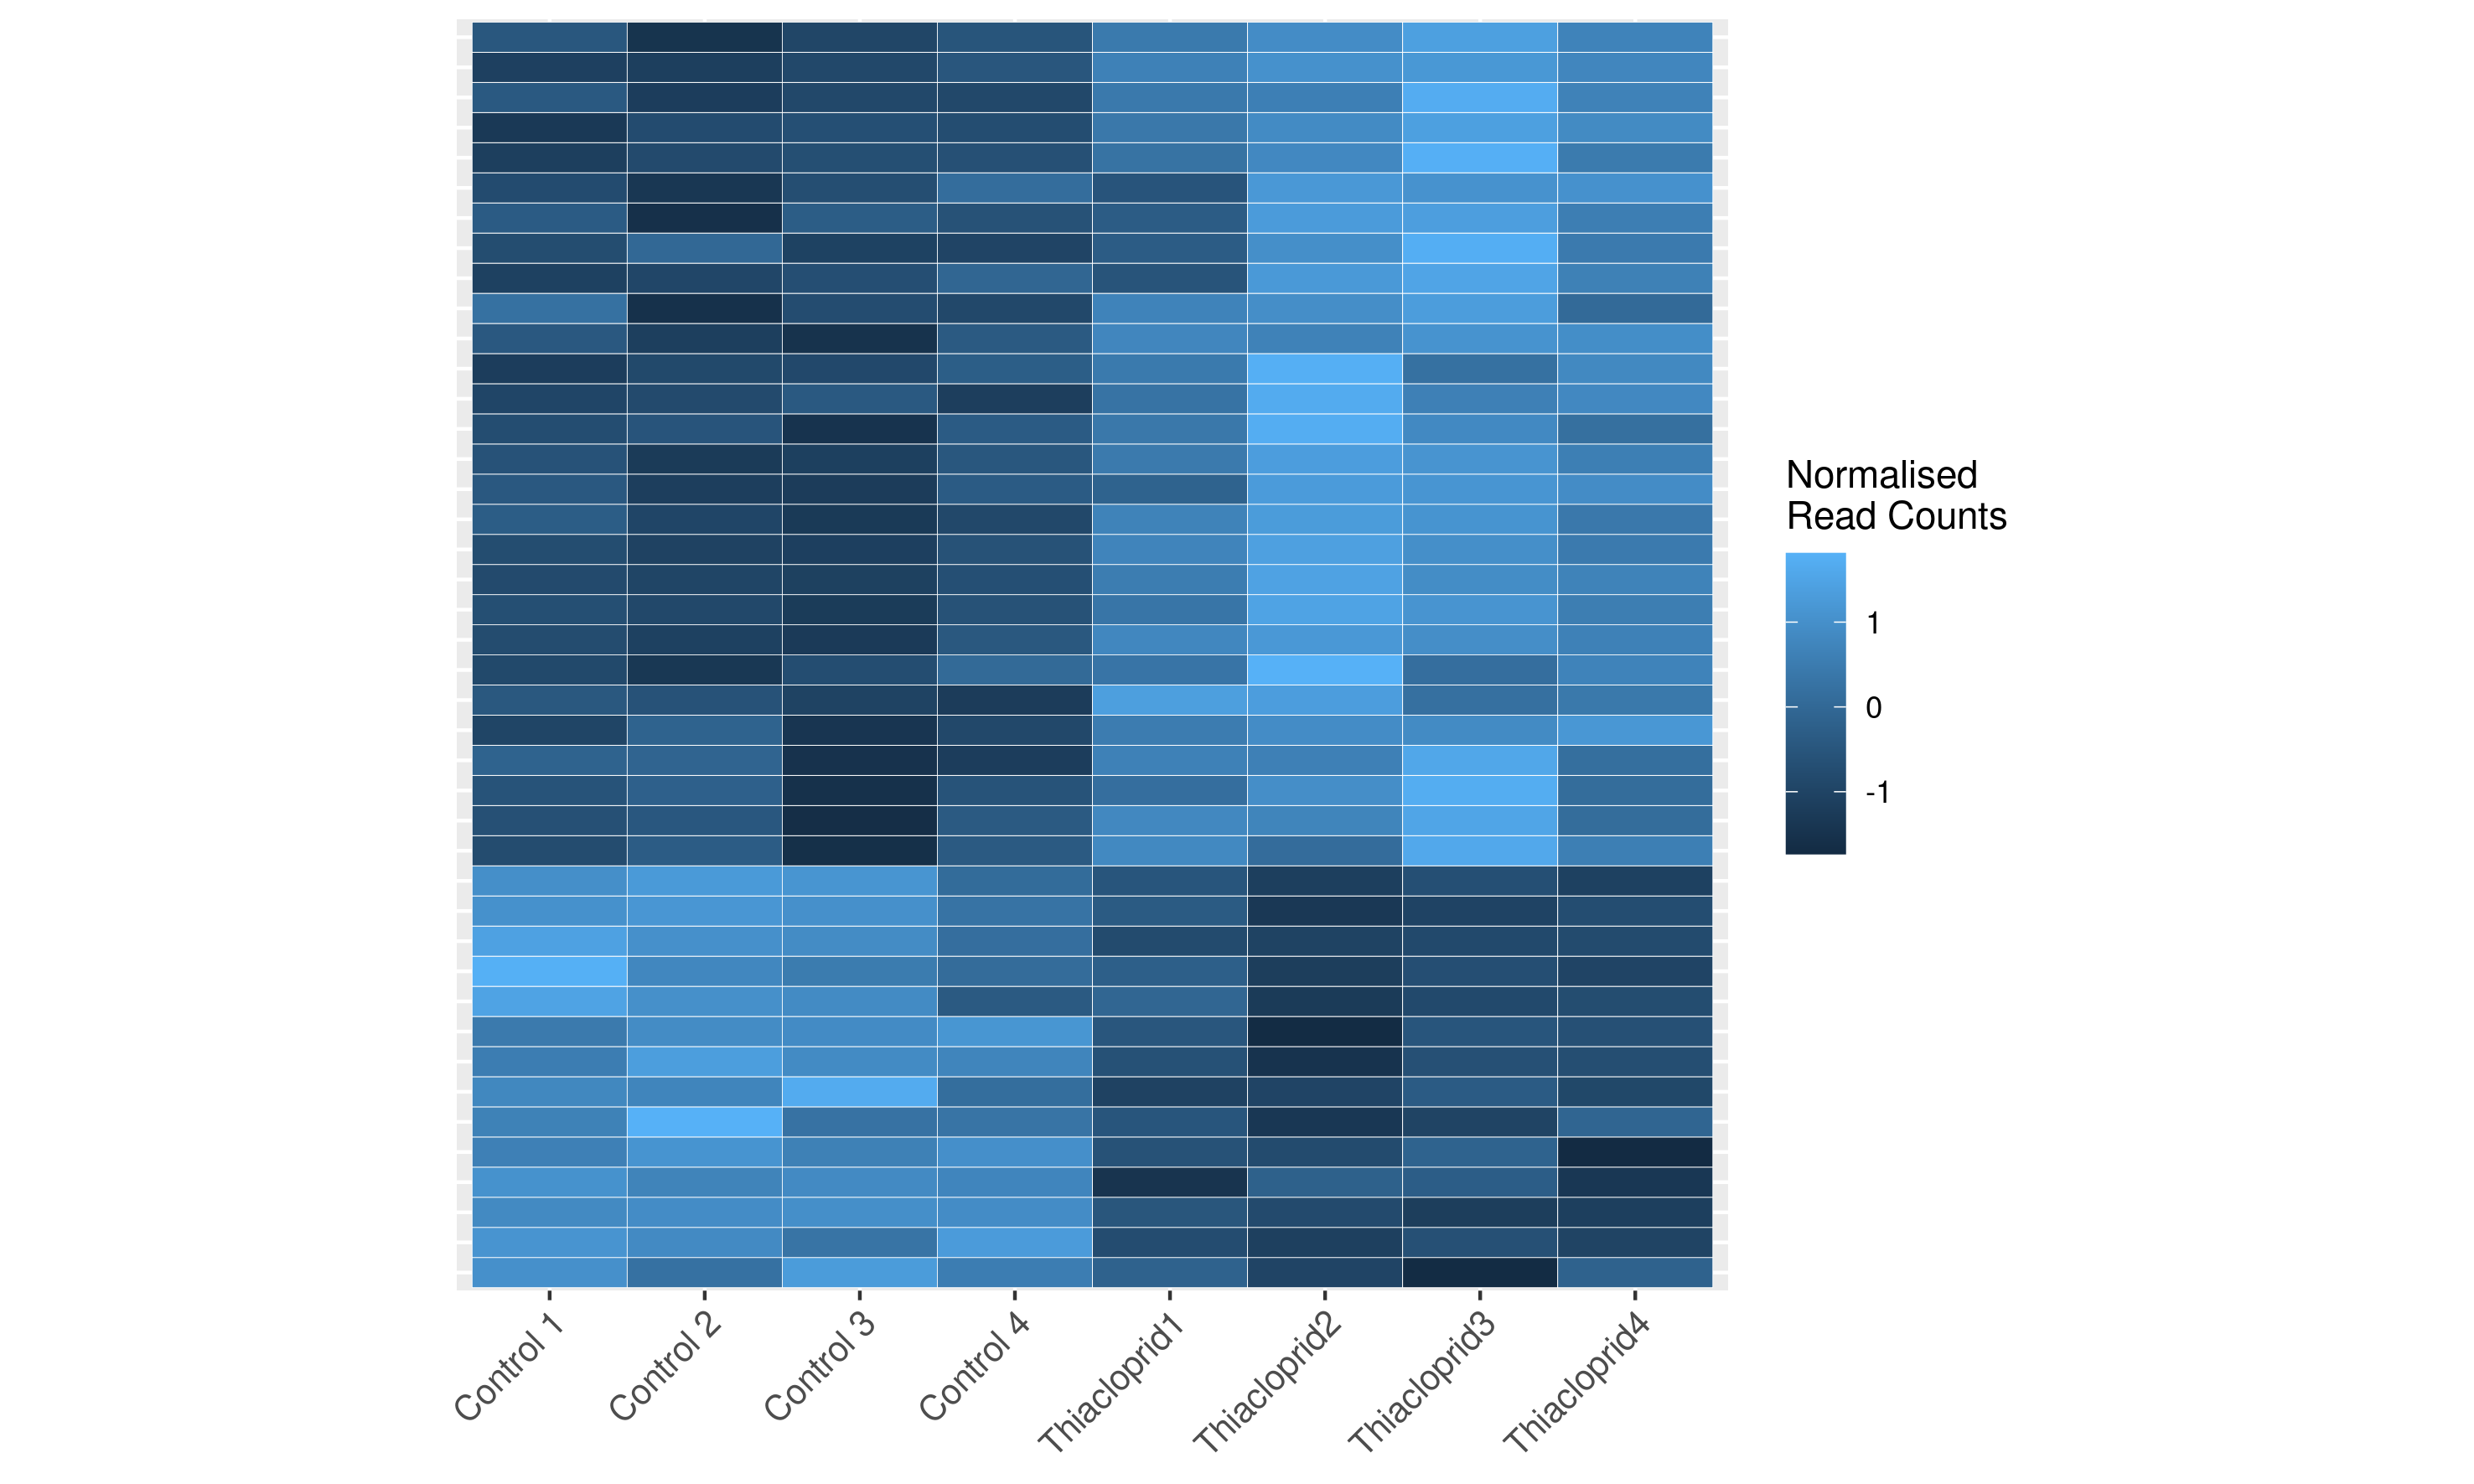 Normalised
Read Counts
1
0
-1
Control 1
Control 2
Control 3
Control 4
Thiacloprid1
Thiacloprid2
Thiacloprid3
Thiacloprid4